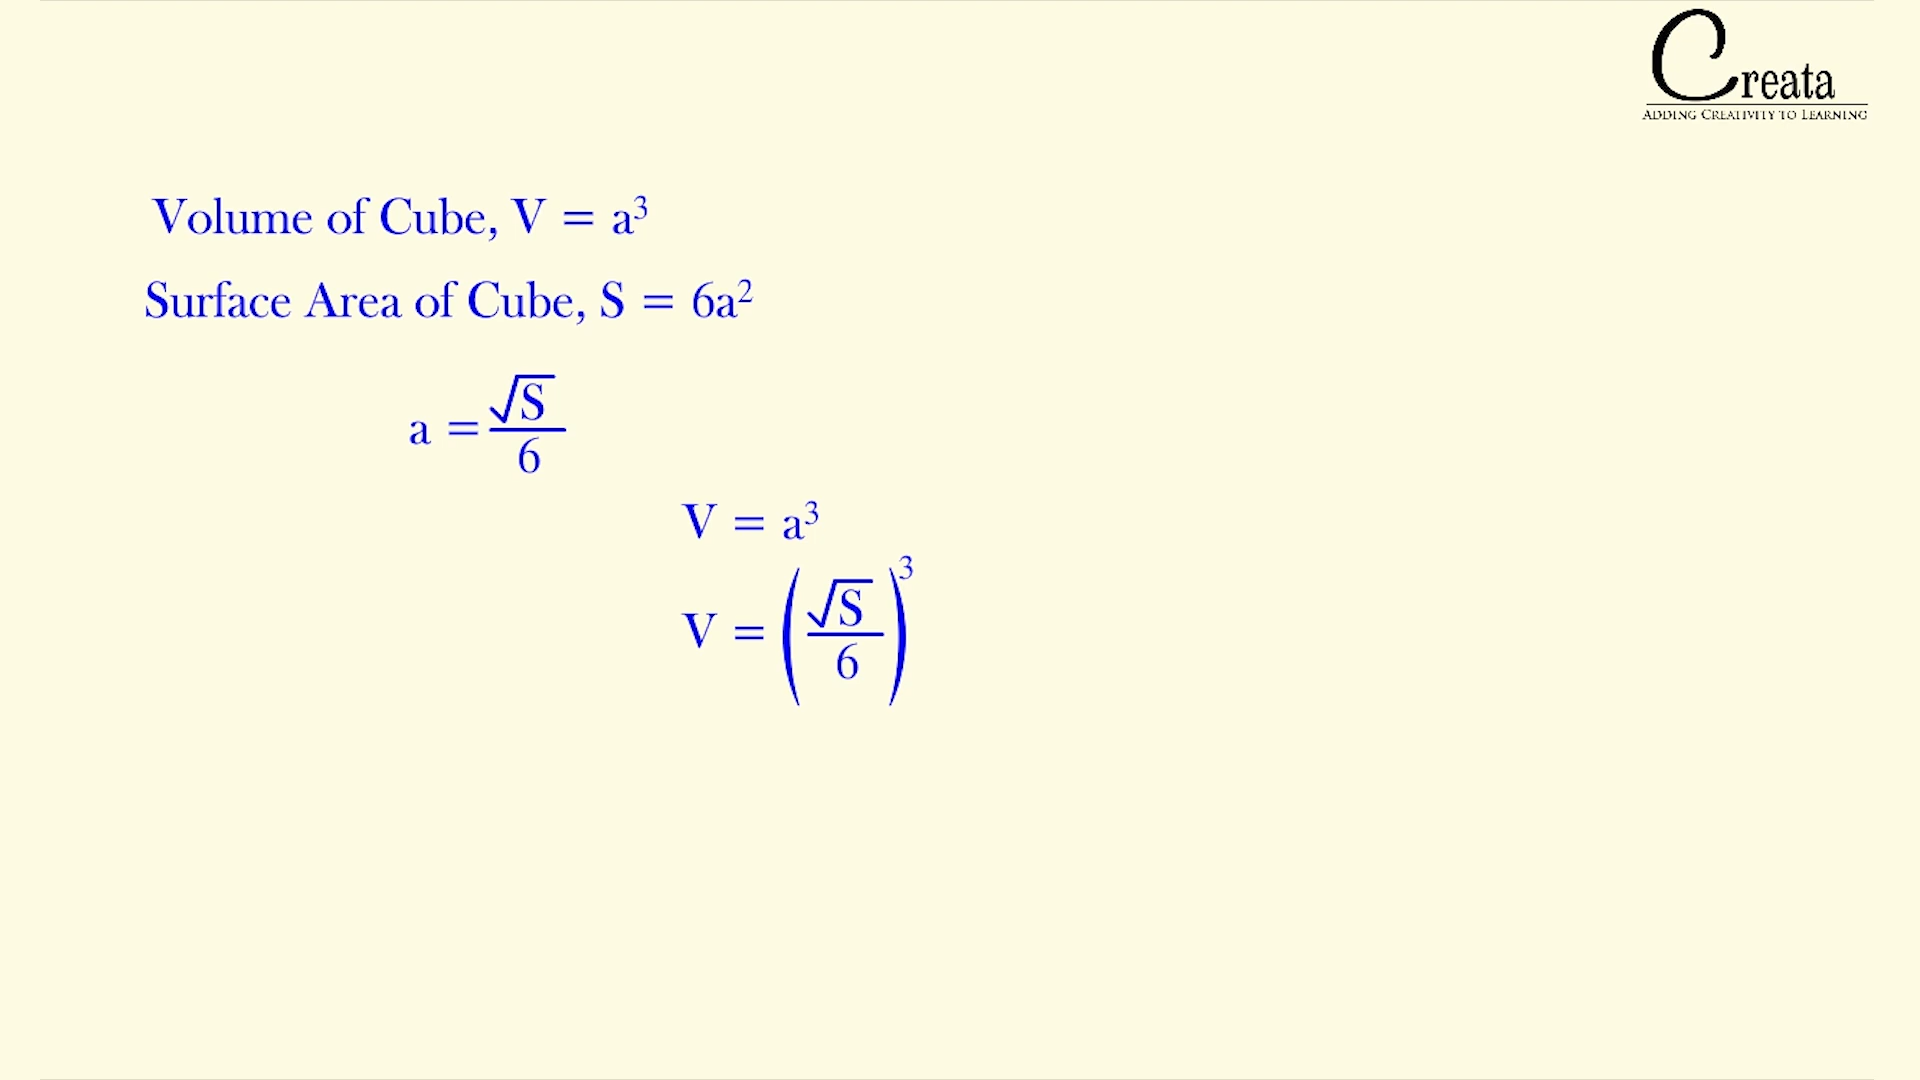 Creata
ADDING CREATIVITY TO LEARNING
Volume of Cube, V = a³
Surface Area of Cube, S = 6a²
a = √S / 6
V = a³
V = (√S / 6)³